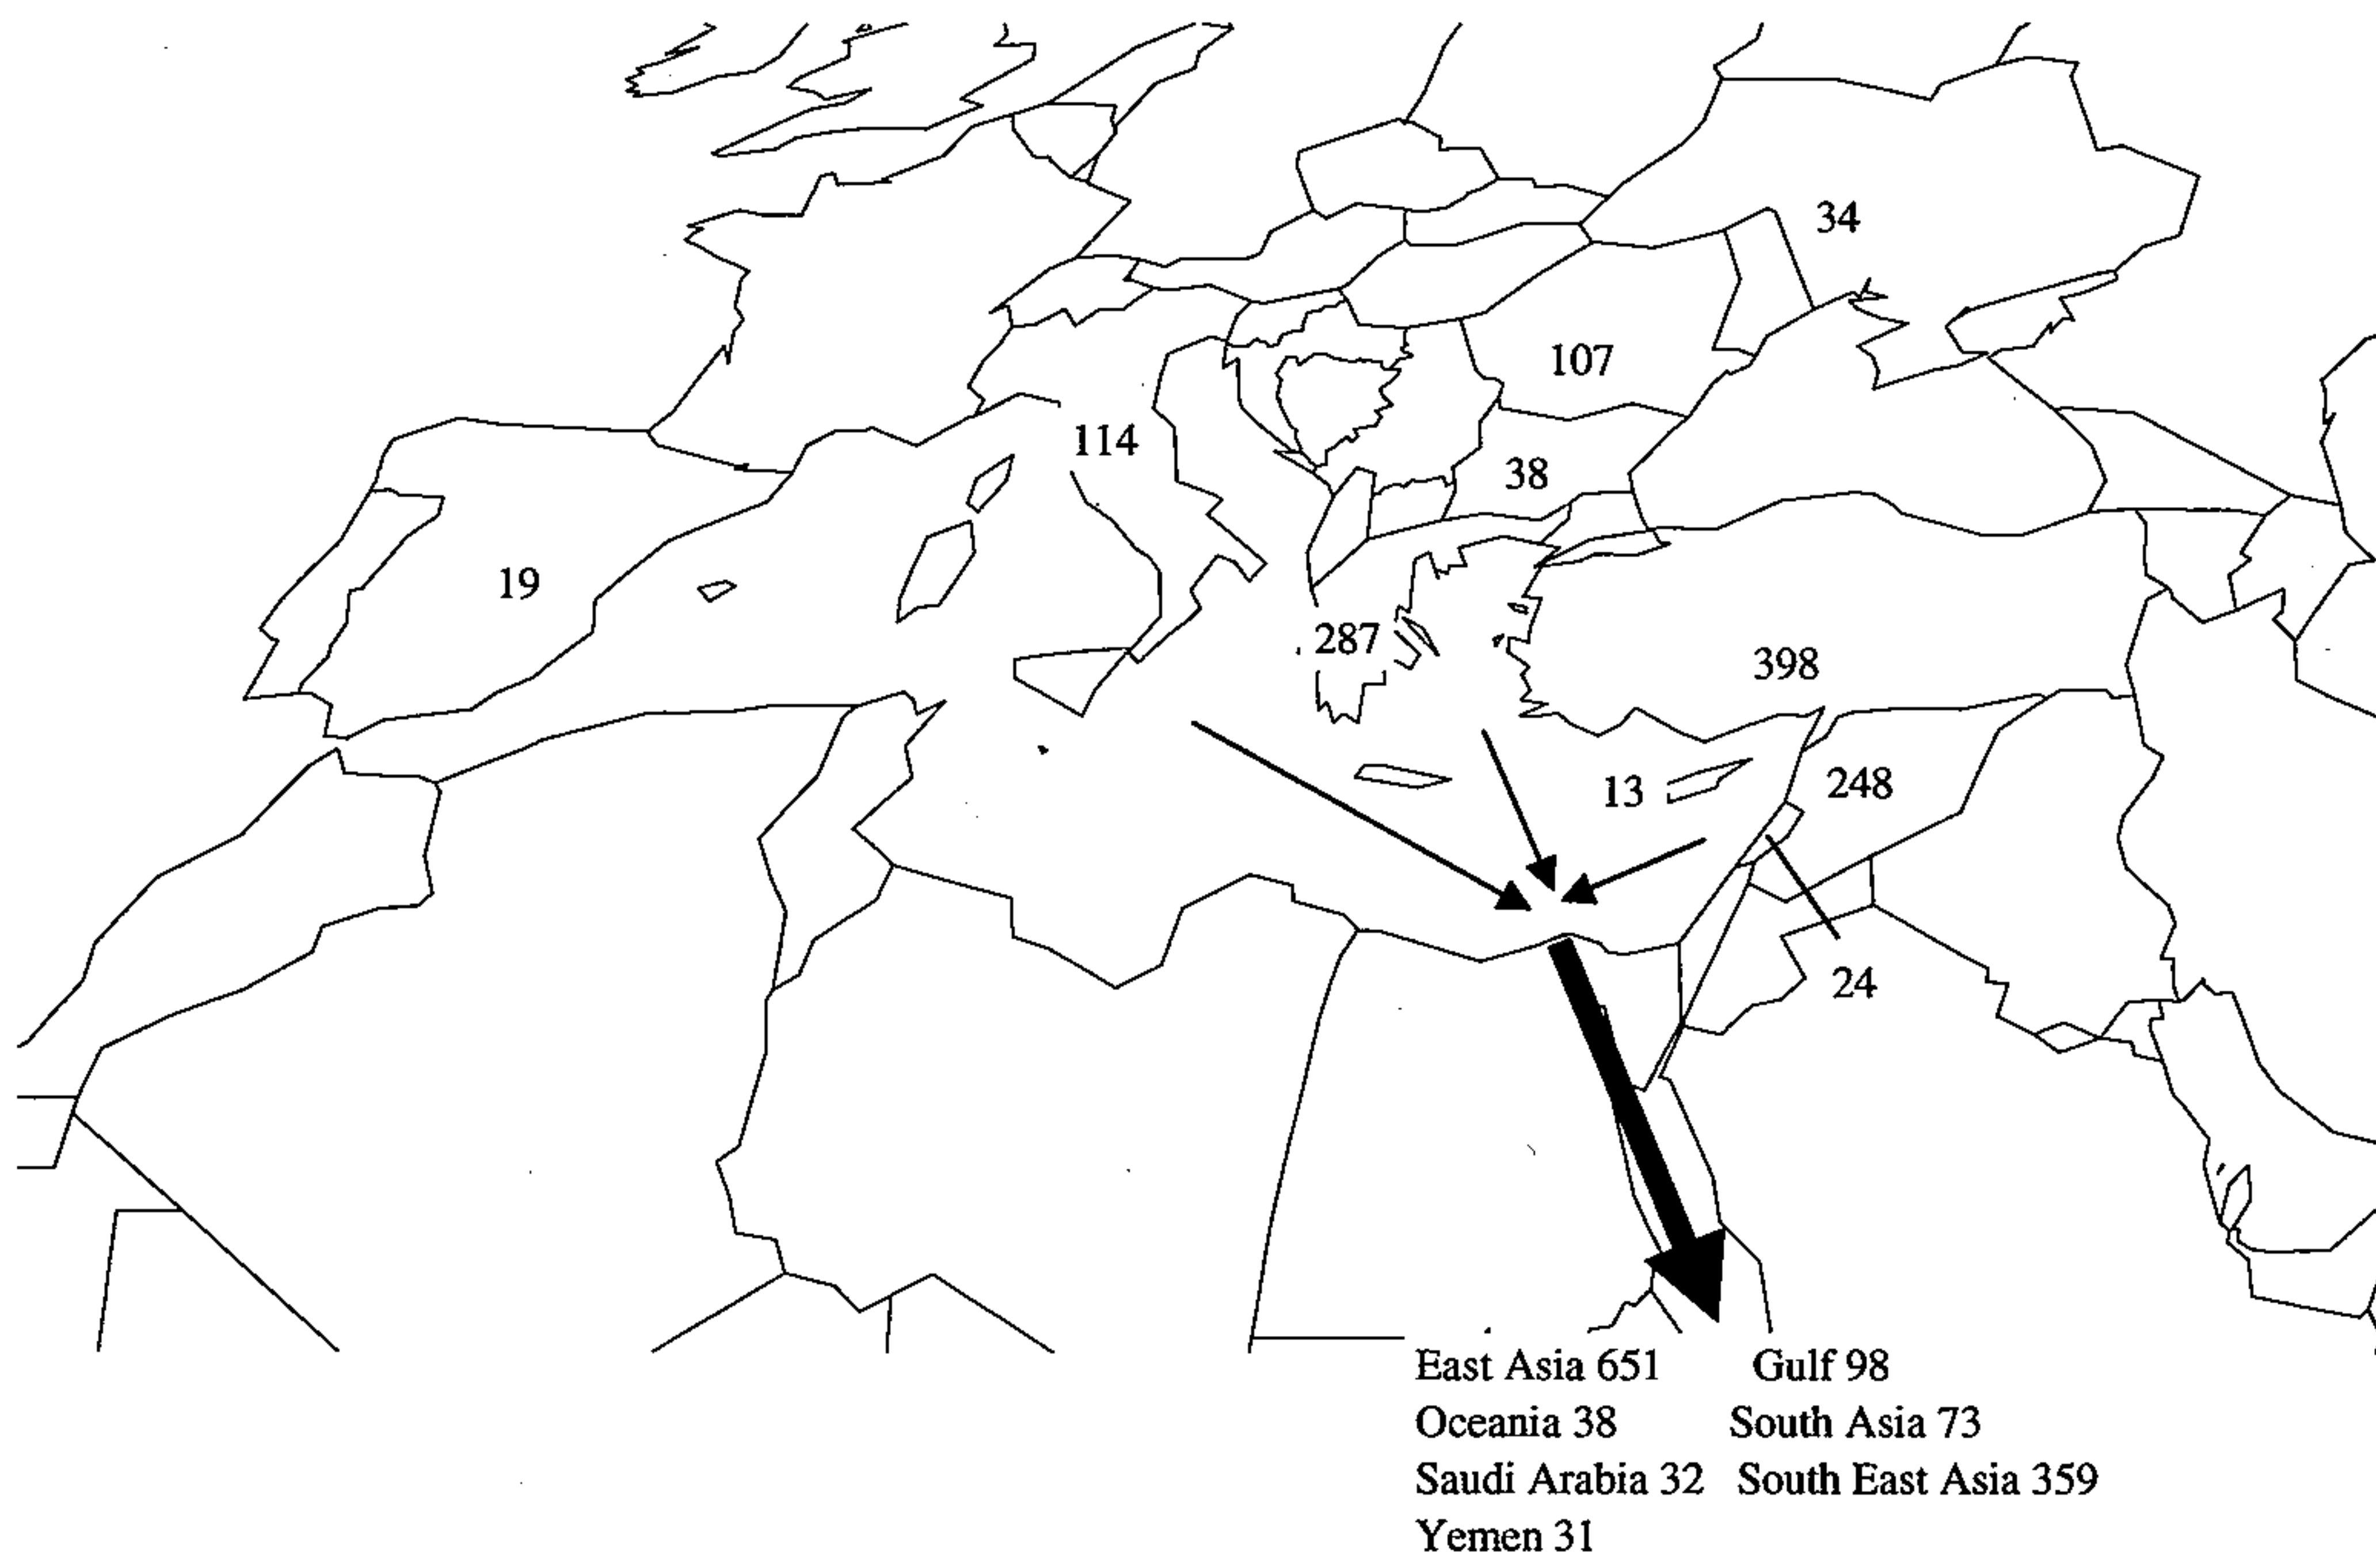 34
107
114
38
19
287
398
13
248
24
East Asia 651 Gulf 98
Oceania 38 South Asia 73
Saudi Arabia 32 South East Asia 359
Yemen 31